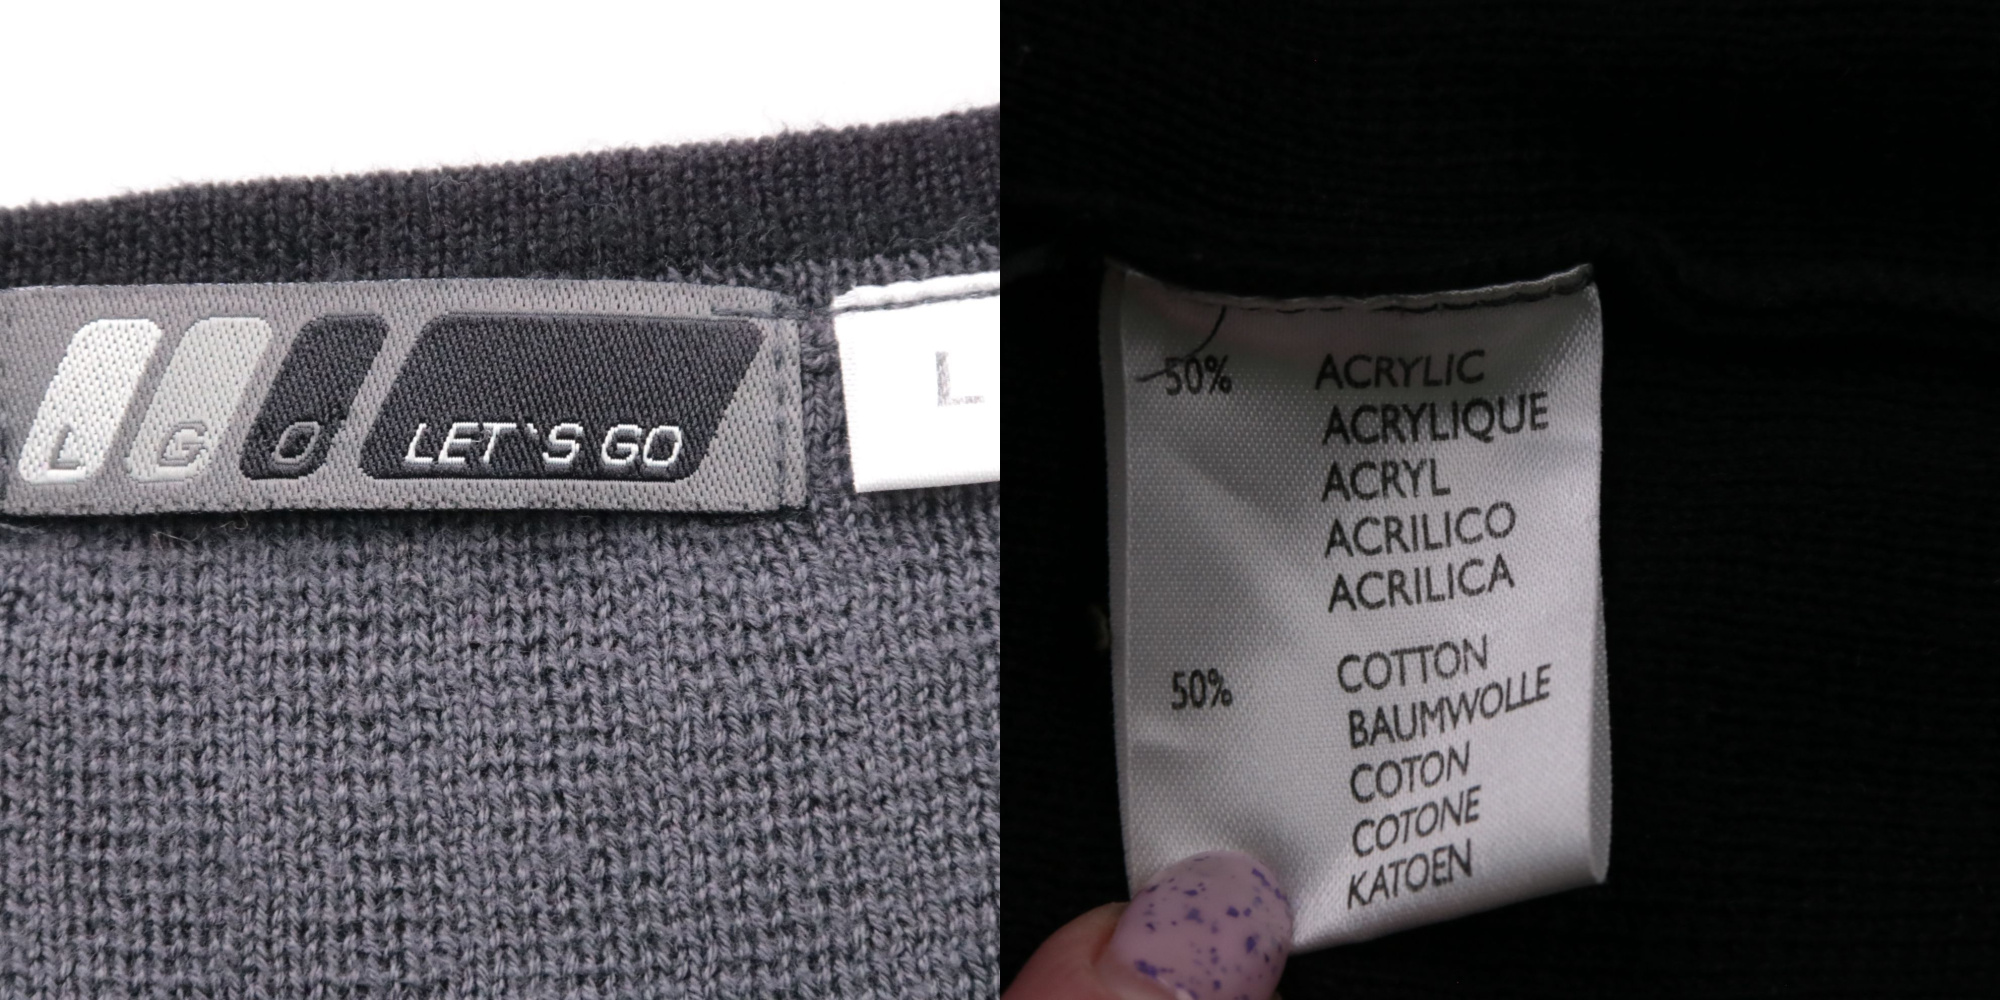 L G O LET`S GO
L
50% ACRYLIC
ACRYLIQUE
ACRYL
ACRILICO
ACRILICA
50% COTTON
BAUMWOLLE
COTON
COTONE
KATOEN